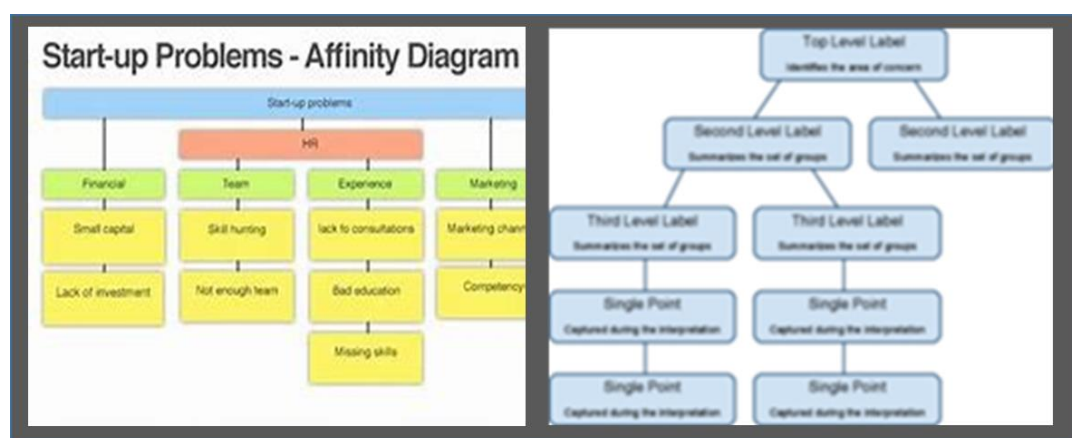 Start-up Problems - Affinity Diagram
Start-up problems
HR
Financial
Team
Experience
Marketing
Small capital
Skill hunting
lack fo consultations
Marketing chann
Lack of investment
Not enough team
Bad education
Competency
Missing skills
Top Level Label
Identifies the area of concern
Second Level Label
Summarizes the set of groups
Second Level Label
Summarizes the set of groups
Third Level Label
Summarizes the set of groups
Third Level Label
Summarizes the set of groups
Single Point
Captured during the interpretation
Single Point
Captured during the interpretation
Single Point
Captured during the interpretation
Single Point
Captured during the interpretation